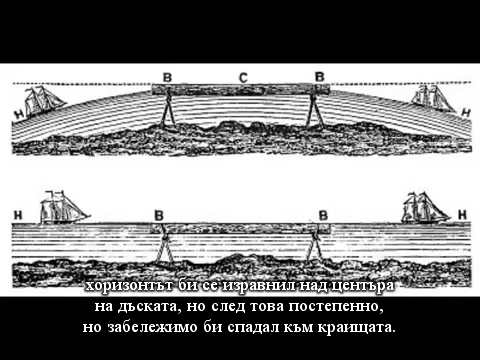 B C B
H H
H B B H
хоризонтът би се изравнил над центъра
на дъската, но след това постепенно,
но забележимо би спадал към краищата.